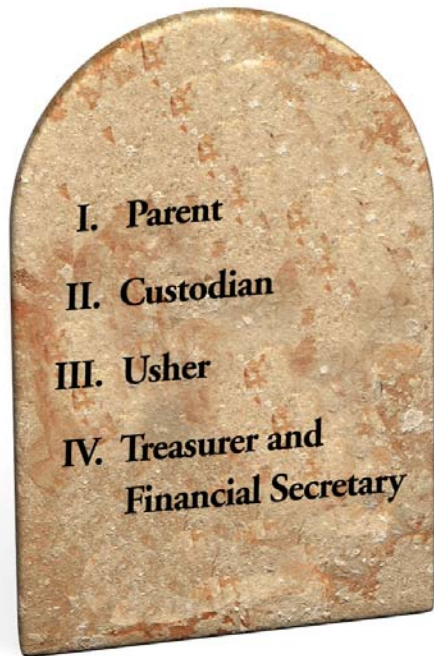 I. Parent
II. Custodian
III. Usher
IV. Treasurer and
Financial Secretary